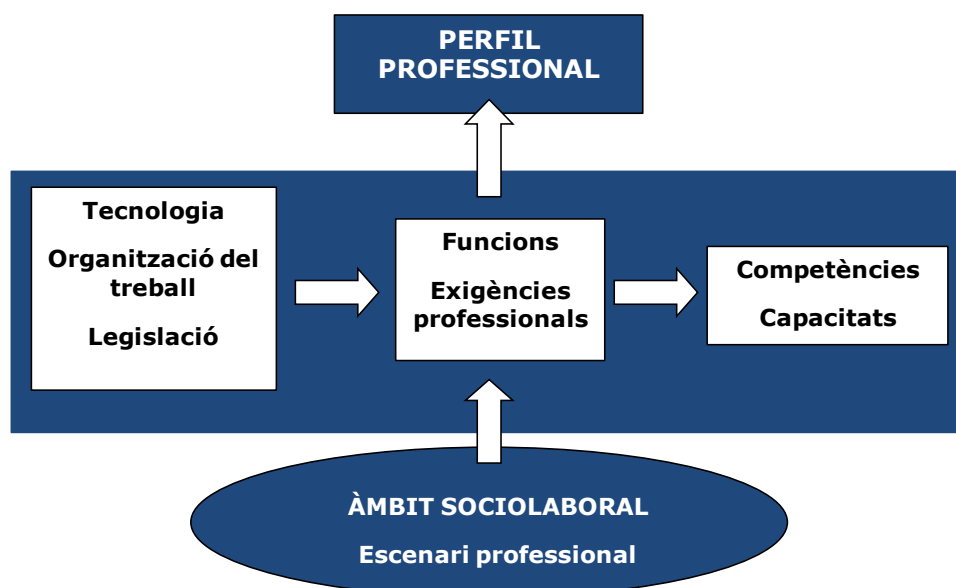 PERFIL
PROFESSIONAL
Tecnologia
Organització del
treball
Legislació
Funcions
Exigències
professionals
Competències
Capacitats
ÀMBIT SOCIOLABORAL
Escenari professional